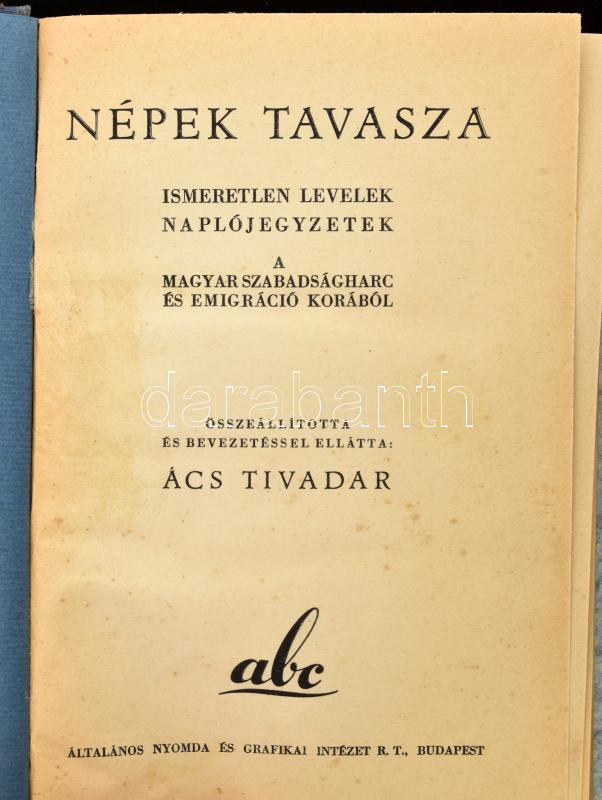 NÉPEK TAVASZA
ISMERETLEN LEVELEK
NAPLÓJEGYZETEK
A
MAGYAR SZABADSÁGHARC
ÉS EMIGRÁCIÓ KORÁBÓL
darabanth
ÖSSZEÁLLÍTOTTA
ÉS BEVEZETÉSSEL ELLÁTTA:
ÁCS TIVADAR
abc
ÁLTALÁNOS NYOMDA ÉS GRAFIKAI INTÉZET R. T., BUDAPEST